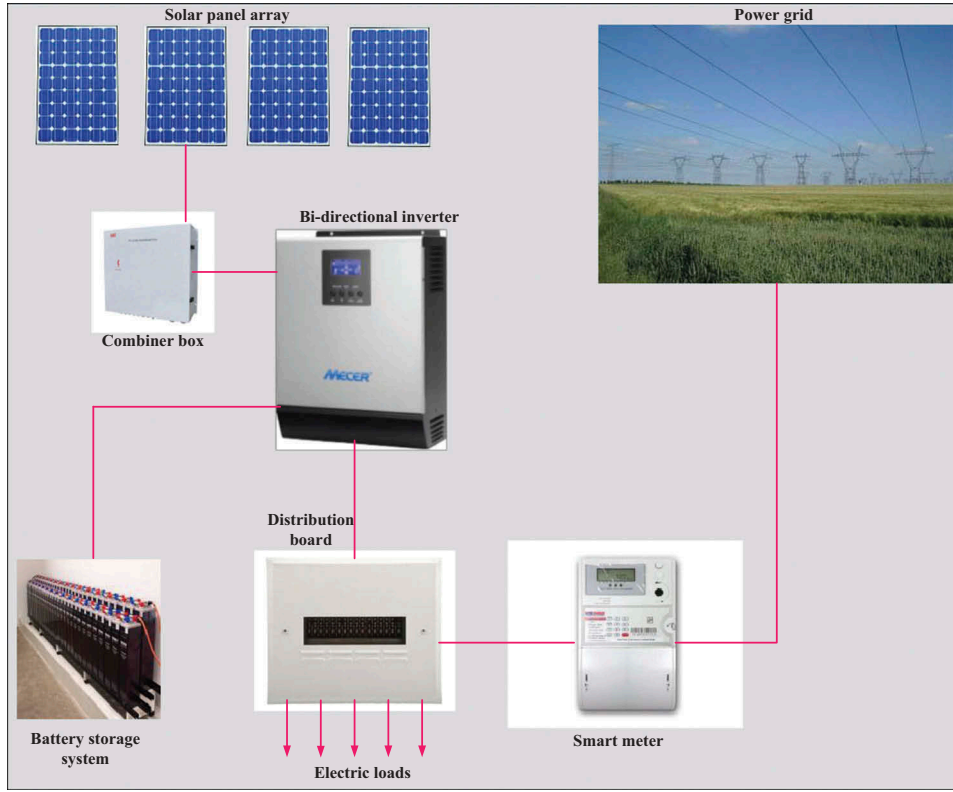 Solar panel array
Power grid
Bi-directional inverter
MECER
Combiner box
Distribution
board
Battery storage
system
Smart meter
Electric loads